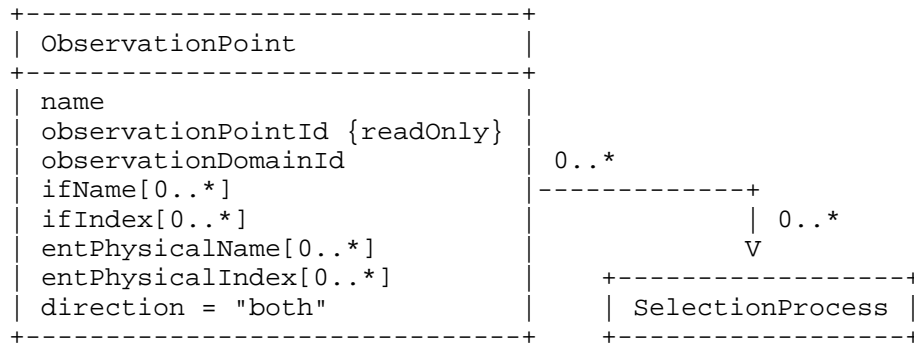 +-------------------------------+
| ObservationPoint              |
+-------------------------------+
| name                          |
| observationPointId {readOnly} |
| observationDomainId           | 0..*
| ifName[0..*]                  |-------------+
| ifIndex[0..*]                 |             | 0..*
| entPhysicalName[0..*]         |             V
| entPhysicalIndex[0..*]        |    +------------------+
| direction = "both"            |    | SelectionProcess |
+-------------------------------+    +------------------+